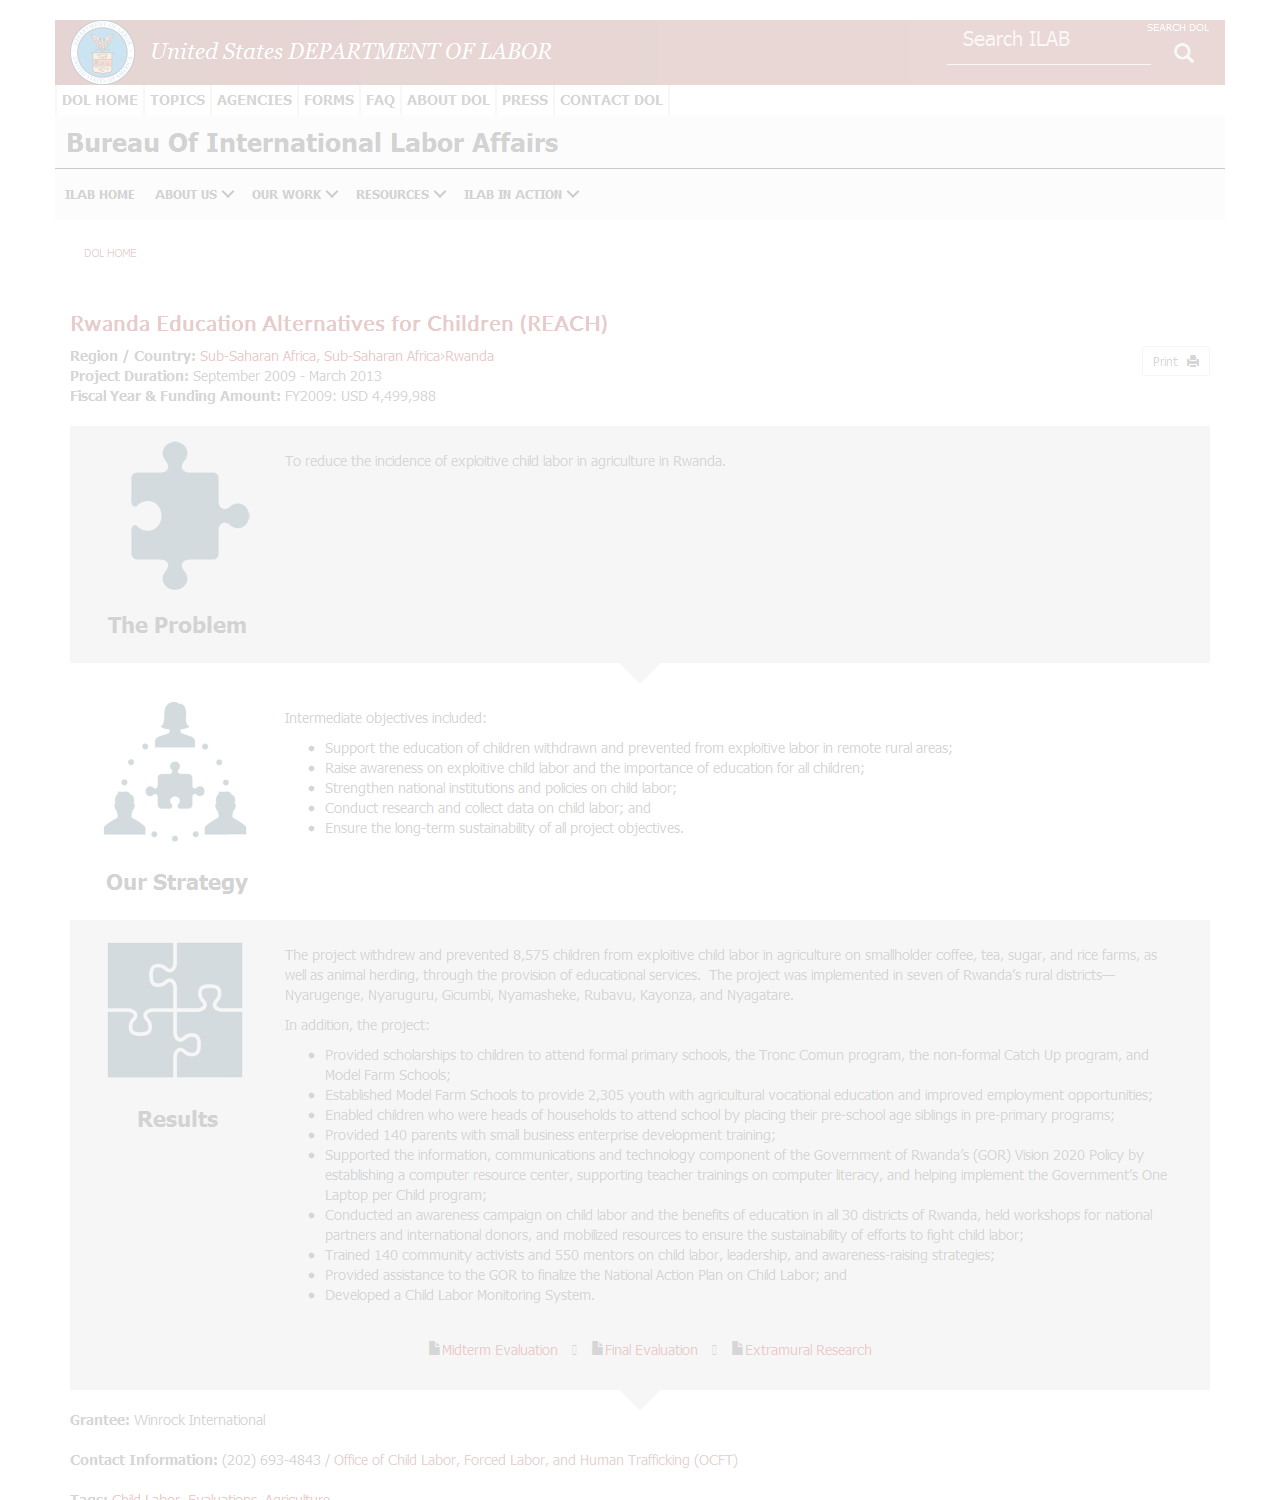 United States DEPARTMENT OF LABOR
Search ILAB
SEARCH DOL
DOL HOME
TOPICS
AGENCIES
FORMS
FAQ
ABOUT DOL
PRESS
CONTACT DOL
Bureau Of International Labor Affairs
ILAB HOME
ABOUT US
OUR WORK
RESOURCES
ILAB IN ACTION
DOL HOME
Rwanda Education Alternatives for Children (REACH)
Region / Country: Sub-Saharan Africa, Sub-Saharan Africa›Rwanda
Print
Project Duration: September 2009 - March 2013
Fiscal Year & Funding Amount: FY2009: USD 4,499,988
To reduce the incidence of exploitive child labor in agriculture in Rwanda.
The Problem
Intermediate objectives included:
• Support the education of children withdrawn and prevented from exploitive labor in remote rural areas;
• Raise awareness on exploitive child labor and the importance of education for all children;
• Strengthen national institutions and policies on child labor;
• Conduct research and collect data on child labor; and
• Ensure the long-term sustainability of all project objectives.
Our Strategy
The project withdrew and prevented 8,575 children from exploitive child labor in agriculture on smallholder coffee, tea, sugar, and rice farms, as
well as animal herding, through the provision of educational services.  The project was implemented in seven of Rwanda’s rural districts—
Nyarugenge, Nyaruguru, Gicumbi, Nyamasheke, Rubavu, Kayonza, and Nyagatare.
In addition, the project:
• Provided scholarships to children to attend formal primary schools, the Tronc Comun program, the non-formal Catch Up program, and
Model Farm Schools;
• Established Model Farm Schools to provide 2,305 youth with agricultural vocational education and improved employment opportunities;
• Enabled children who were heads of households to attend school by placing their pre-school age siblings in pre-primary programs;
• Provided 140 parents with small business enterprise development training;
• Supported the information, communications and technology component of the Government of Rwanda’s (GOR) Vision 2020 Policy by
establishing a computer resource center, supporting teacher trainings on computer literacy, and helping implement the Government’s One
Laptop per Child program;
• Conducted an awareness campaign on child labor and the benefits of education in all 30 districts of Rwanda, held workshops for national
partners and international donors, and mobilized resources to ensure the sustainability of efforts to fight child labor;
• Trained 140 community activists and 550 mentors on child labor, leadership, and awareness-raising strategies;
• Provided assistance to the GOR to finalize the National Action Plan on Child Labor; and
• Developed a Child Labor Monitoring System.
Results
Midterm Evaluation
Final Evaluation
Extramural Research
Grantee: Winrock International
Contact Information: (202) 693-4843 / Office of Child Labor, Forced Labor, and Human Trafficking (OCFT)
Tags: Child Labor, Evaluations, Agriculture